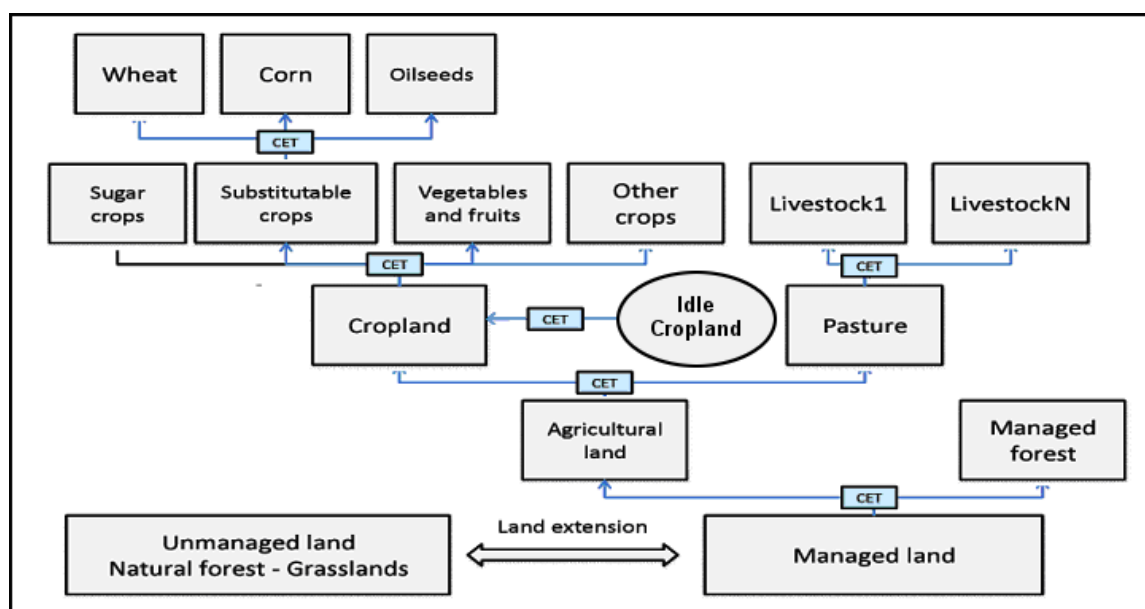 Wheat
Corn
Oilseeds
CET
Sugar
crops
Substitutable
crops
Vegetables
and fruits
Other
crops
Livestock1
LivestockN
CET
CET
Cropland
CET
Idle
Cropland
Pasture
CET
Agricultural
land
Managed
forest
CET
Land extension
Unmanaged land
Natural forest - Grasslands
Managed land